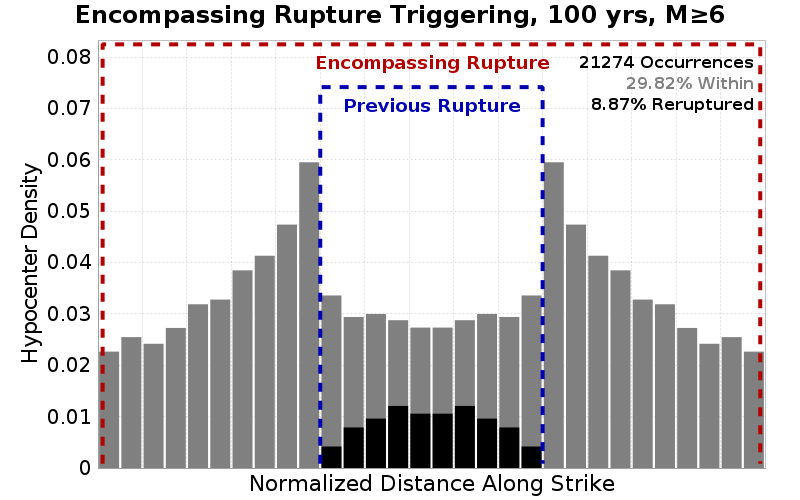 Encompassing Rupture Triggering, 100 yrs, M≥6
Encompassing Rupture
21274 Occurrences
29.82% Within
8.87% Reruptured
Previous Rupture
Hypocenter Density
0.08
0.07
0.06
0.05
0.04
0.03
0.02
0.01
0
Normalized Distance Along Strike